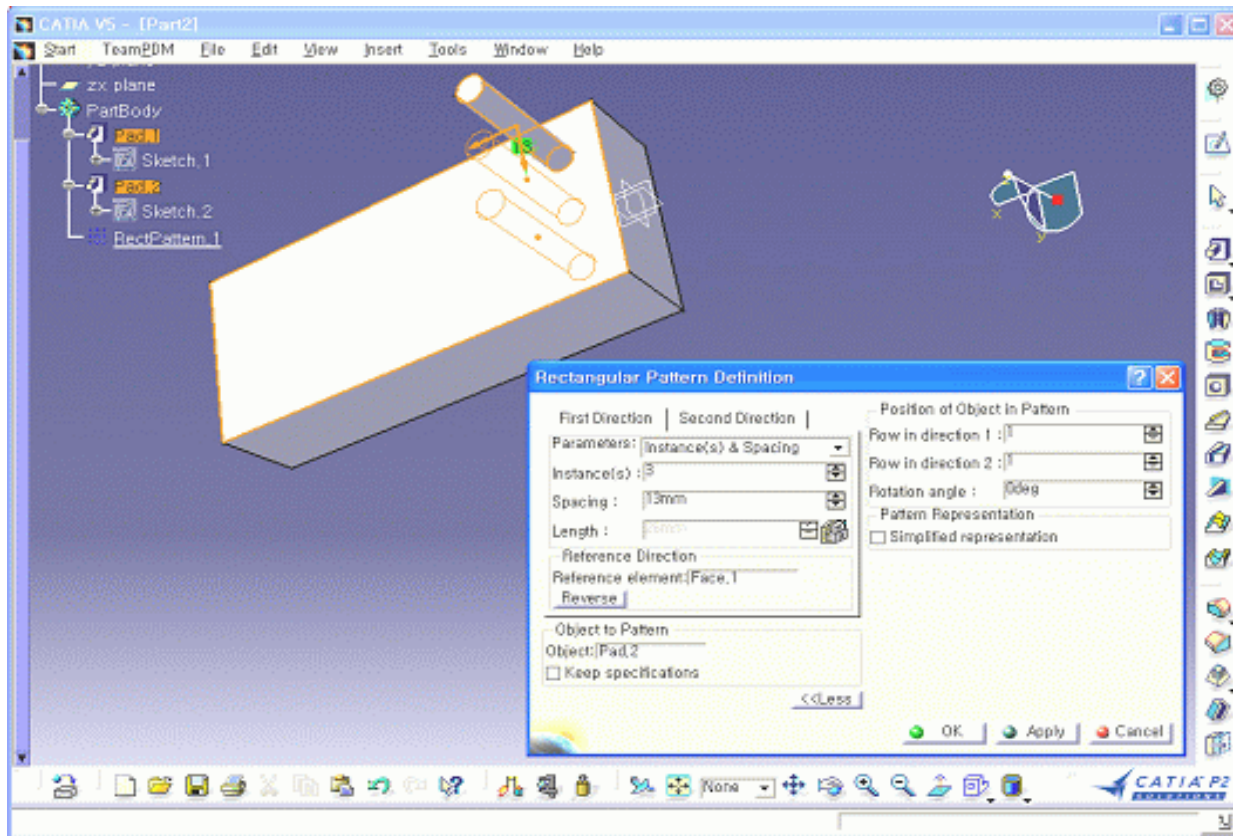 CATIA V5 - [Part2]
Start TeamPDM File Edit View Insert Tools Window Help
zx plane
PartBody
Pad.1
Sketch.1
Pad.2
Sketch.2
RectPattern.1
13
x
y
Rectangular Pattern Definition
First Direction Second Direction
Parameters: Instance(s) & Spacing
Instance(s) : 3
Spacing : 13mm
Length : 26mm
Reference Direction
Reference element: Face.1
Reverse
Object to Pattern
Object: Pad.2
Keep specifications
<<Less
Position of Object in Pattern
Row in direction 1 : 1
Row in direction 2 : 1
Rotation angle : 0deg
Pattern Representation
Simplified representation
OK Apply Cancel
None
CATIA P2
SOLUTIONS